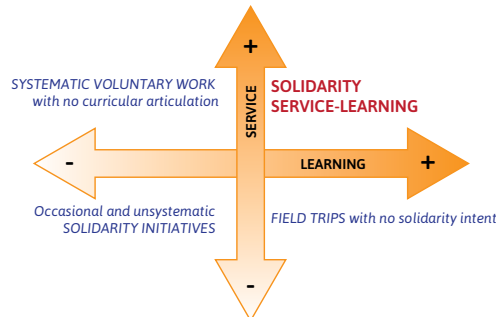 +
SYSTEMATIC VOLUNTARY WORK
with no curricular articulation
SOLIDARITY
SERVICE-LEARNING
SERVICE
-
LEARNING
+
Occasional and unsystematic
SOLIDARITY INITIATIVES
FIELD TRIPS with no solidarity intent
-